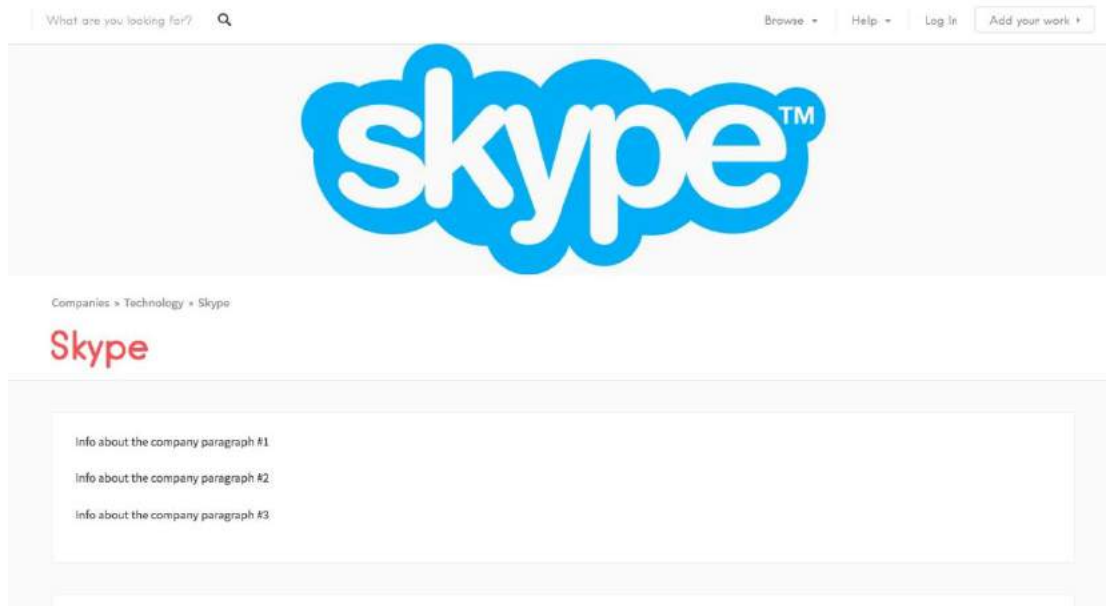 What are you looking for?
Browse
Help
Log In
Add your work
skype™
Companies » Technology » Skype
Skype
Info about the company paragraph #1
Info about the company paragraph #2
Info about the company paragraph #3